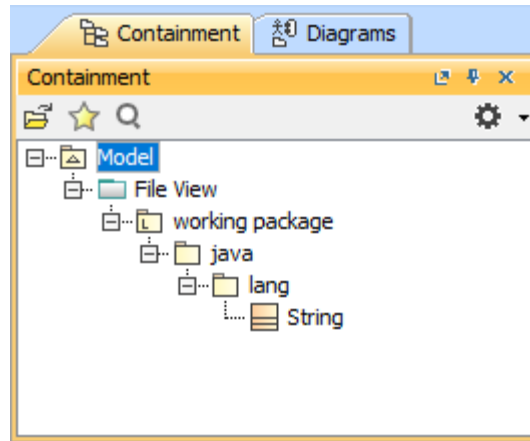 Containment Diagrams
Containment
Model
File View
working package
java
lang
String